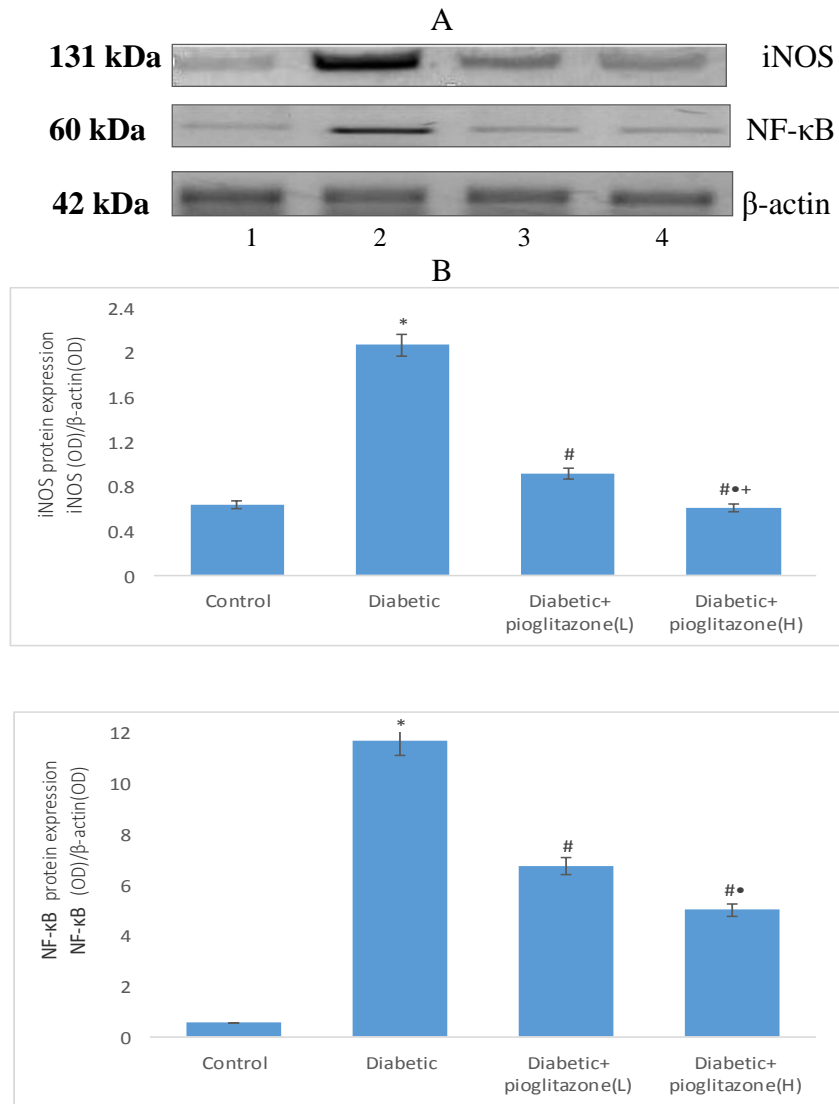 A
131 kDa iNOS
60 kDa NF-κB
42 kDa β-actin
1 2 3 4
B
iNOS protein expression
iNOS (OD)/β-actin(OD)
2.4
2
1.6
1.2
0.8
0.4
0
*
#
#•+
Control
Diabetic
Diabetic+
pioglitazone(L)
Diabetic+
pioglitazone(H)
NF-κB protein expression
NF-κB (OD)/β-actin(OD)
12
10
8
6
4
2
0
*
#
#•
Control
Diabetic
Diabetic+
pioglitazone(L)
Diabetic+
pioglitazone(H)